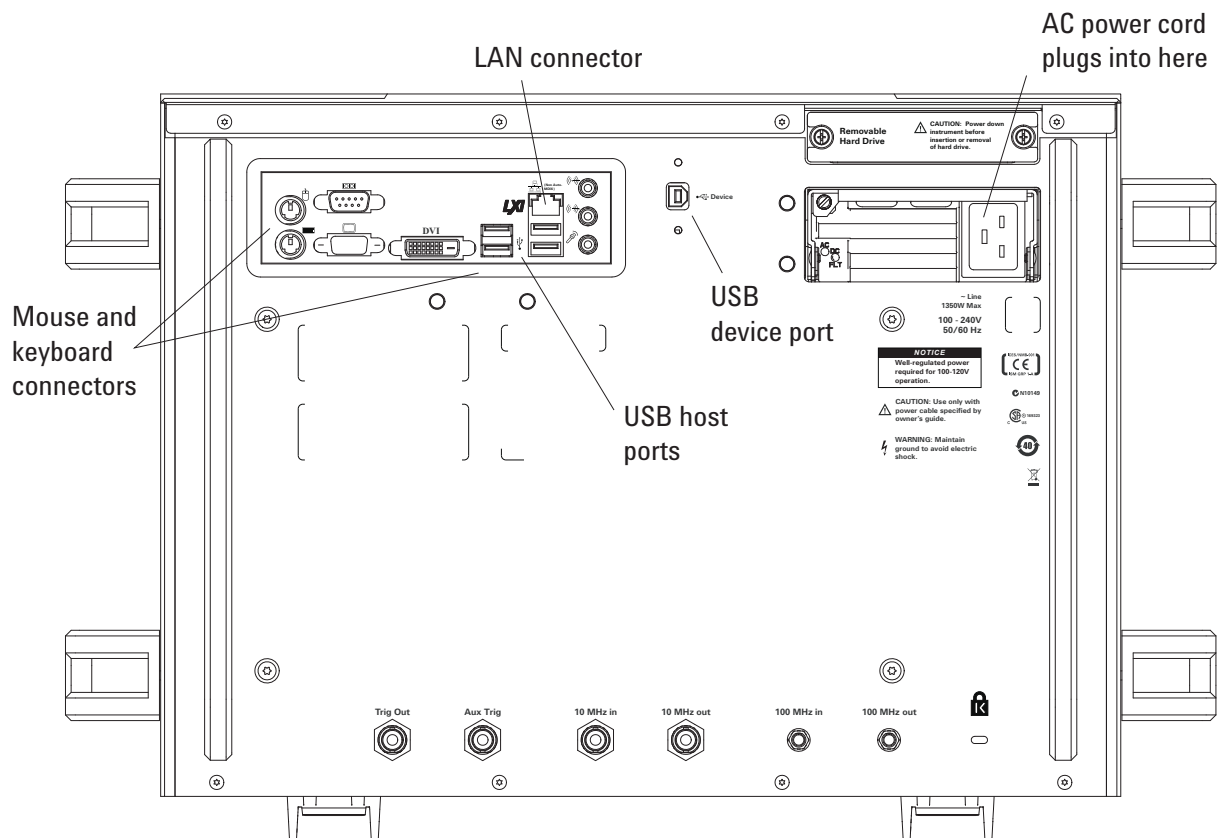 AC power cord
plugs into here
LAN connector
Removable
Hard Drive
CAUTION: Power down
instrument before
insertion or removal
of hard drive.
LXI
Device
DVI
AC
DC
FLT
Mouse and
keyboard
connectors
USB
device port
USB host
ports
~ Line
1350W Max
100 - 240V
50/60 Hz
NOTICE
Well-regulated power
required for 100-120V
operation.
CAUTION: Use only with
power cable specified by
owner's guide.
WARNING: Maintain
ground to avoid electric
shock.
CE
N10149
40
Trig Out
Aux Trig
10 MHz in
10 MHz out
100 MHz in
100 MHz out
K